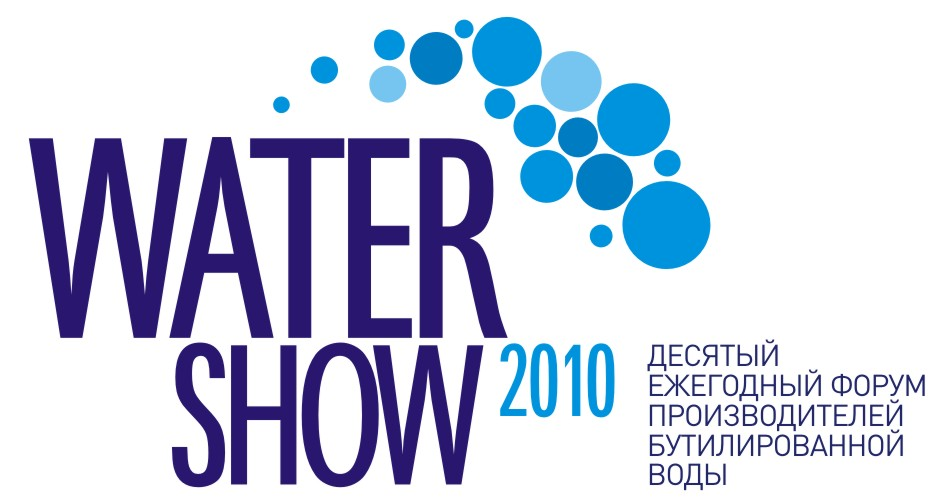 WATER
SHOW
2010
ДЕСЯТЫЙ
ЕЖЕГОДНЫЙ ФОРУМ
ПРОИЗВОДИТЕЛЕЙ
БУТИЛИРОВАННОЙ
ВОДЫ